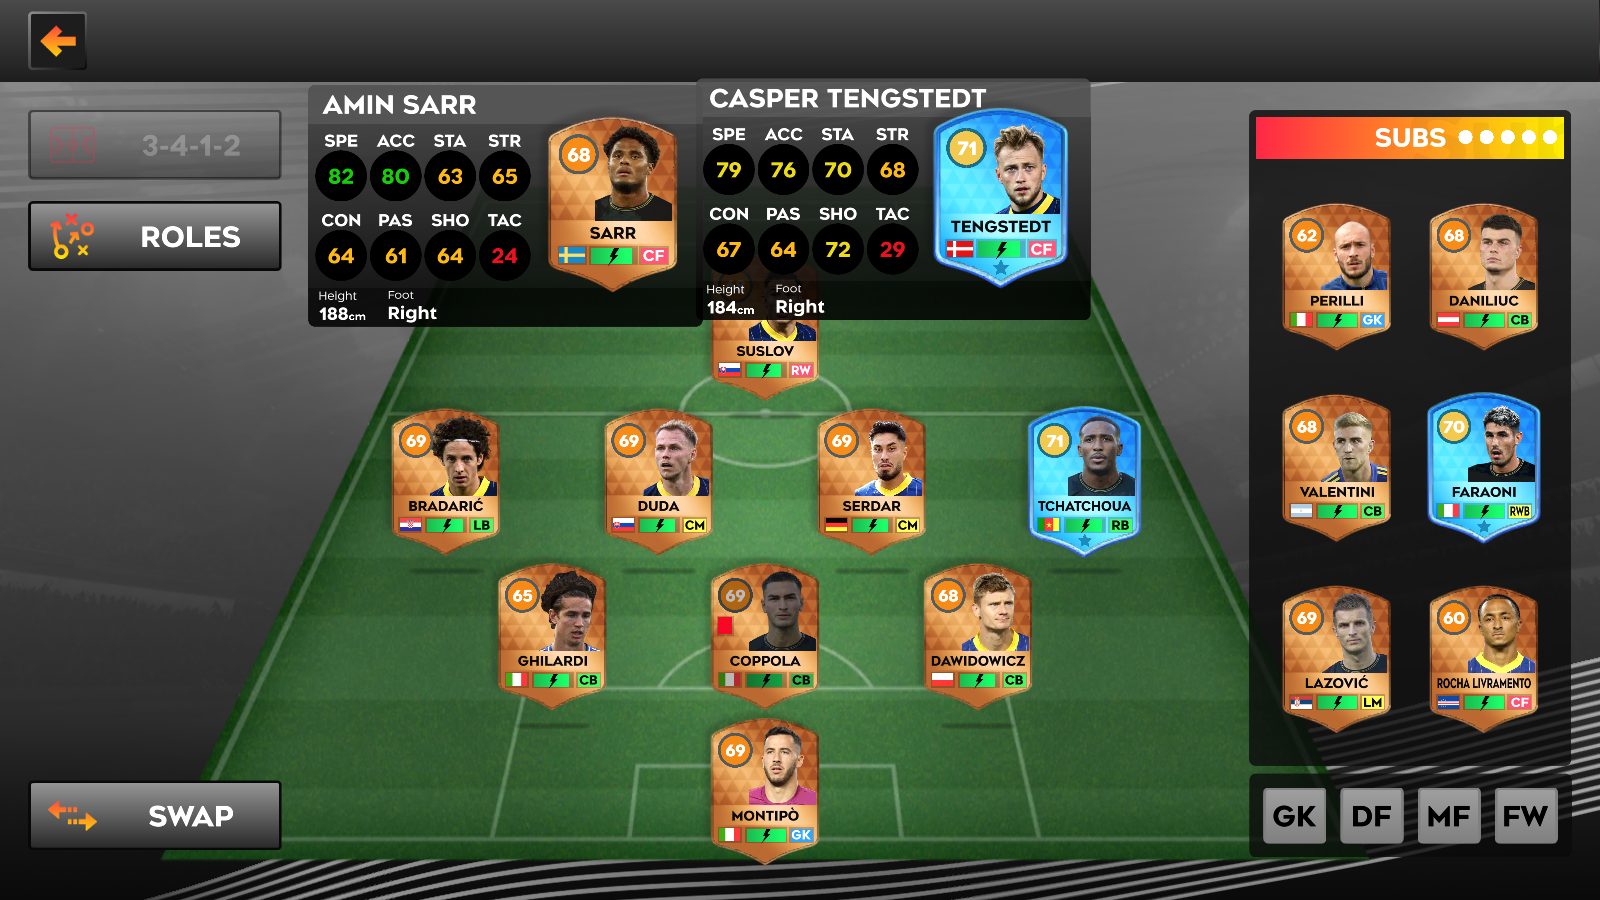 3-4-1-2
ROLES
SWAP
AMIN SARR
SPE ACC STA STR
82 80 63 65
CON PAS SHO TAC
64 61 64 24
Height Foot
188cm Right
68
SARR
CF
CASPER TENGSTEDT
SPE ACC STA STR
79 76 70 68
CON PAS SHO TAC
67 64 72 29
Height Foot
184cm Right
71
TENGSTEDT
CF
SUSLOV
RW
69 69 69 71
BRADARIĆ DUDA SERDAR TCHATCHOUA
LB CM CM RB
65 69 68
GHILARDI COPPOLA DAWIDOWICZ
CB CB CB
69
MONTIPÒ
GK
SUBS
62 68
PERILLI DANILIUC
GK CB
68 70
VALENTINI FARAONI
CB RWB
69 60
LAZOVIĆ ROCHA LIVRAMENTO
LM CF
GK DF MF FW